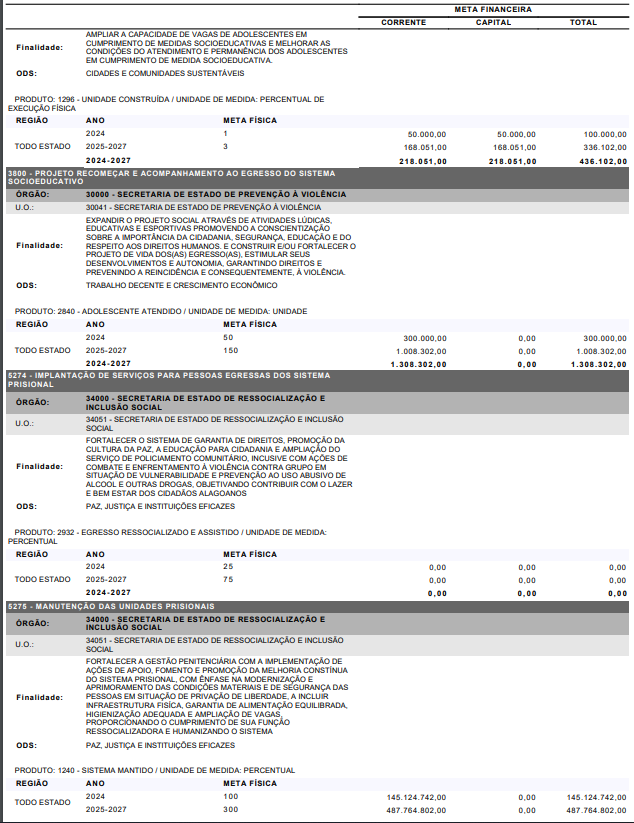 META FINANCEIRA
CORRENTE CAPITAL TOTAL
AMPLIAR A CAPACIDADE DE VAGAS DE ADOLESCENTES EM
CUMPRIMENTO DE MEDIDAS SOCIOEDUCATIVAS E MELHORAR AS
Finalidade: CONDIÇÕES DO ATENDIMENTO E PERMANÊNCIA DOS ADOLESCENTES
EM CUMPRIMENTO DE MEDIDA SOCIOEDUCATIVA.
ODS: CIDADES E COMUNIDADES SUSTENTÁVEIS
PRODUTO: 1296 - UNIDADE CONSTRUÍDA / UNIDADE DE MEDIDA: PERCENTUAL DE
EXECUÇÃO FÍSICA
REGIÃO ANO META FÍSICA
2024 1 50.000,00 50.000,00 100.000,00
TODO ESTADO 2025-2027 3 168.051,00 168.051,00 336.102,00
2024-2027 218.051,00 218.051,00 436.102,00
3800 - PROJETO RECOMEÇAR E ACOMPANHAMENTO AO EGRESSO DO SISTEMA
SOCIOEDUCATIVO
ÓRGÃO: 30000 - SECRETARIA DE ESTADO DE PREVENÇÃO À VIOLÊNCIA
U.O.: 30041 - SECRETARIA DE ESTADO DE PREVENÇÃO À VIOLÊNCIA
EXPANDIR O PROJETO SOCIAL ATRAVÉS DE ATIVIDADES LÚDICAS,
EDUCATIVAS E ESPORTIVAS PROMOVENDO A CONSCIENTIZAÇÃO
SOBRE A IMPORTÂNCIA DA CIDADANIA, SEGURANÇA, EDUCAÇÃO E DO
Finalidade: RESPEITO AOS DIREITOS HUMANOS. E CONSTRUIR E/OU FORTALECER O
PROJETO DE VIDA DOS(AS) EGRESSO(AS), ESTIMULAR SEUS
DESENVOLVIMENTOS E AUTONOMIA, GARANTINDO DIREITOS E
PREVENINDO A REINCIDÊNCIA E CONSEQUENTEMENTE, À VIOLÊNCIA.
ODS: TRABALHO DECENTE E CRESCIMENTO ECONÔMICO
PRODUTO: 2840 - ADOLESCENTE ATENDIDO / UNIDADE DE MEDIDA: UNIDADE
REGIÃO ANO META FÍSICA
2024 50 300.000,00 0,00 300.000,00
TODO ESTADO 2025-2027 150 1.008.302,00 0,00 1.008.302,00
2024-2027 1.308.302,00 0,00 1.308.302,00
5274 - IMPLANTAÇÃO DE SERVIÇOS PARA PESSOAS EGRESSAS DOS SISTEMA
PRISIONAL
ÓRGÃO: 34000 - SECRETARIA DE ESTADO DE RESSOCIALIZAÇÃO E
INCLUSÃO SOCIAL
U.O.: 34051 - SECRETARIA DE ESTADO DE RESSOCIALIZAÇÃO E INCLUSÃO
SOCIAL
FORTALECER O SISTEMA DE GARANTIA DE DIREITOS, PROMOÇÃO DA
CULTURA DA PAZ, A EDUCAÇÃO PARA CIDADANIA E AMPLIAÇÃO DO
SERVIÇO DE POLICIAMENTO COMUNITÁRIO, INCUSIVE COM AÇÕES DE
Finalidade: COMBATE E ENFRENTAMENTO À VIOLÊNCIA CONTRA GRUPO EM
SITUAÇÃO DE VULNERABILIDADE E PREVENÇÃO AO USO ABUSIVO DE
ALCOOL E OUTRAS DROGAS, OBJETIVANDO CONTRIBUIR COM O LAZER
E BEM ESTAR DOS CIDADÃOS ALAGOANOS
ODS: PAZ, JUSTIÇA E INSTITUIÇÕES EFICAZES
PRODUTO: 2932 - EGRESSO RESSOCIALIZADO E ASSISTIDO / UNIDADE DE MEDIDA:
PERCENTUAL
REGIÃO ANO META FÍSICA
2024 25 0,00 0,00 0,00
TODO ESTADO 2025-2027 75 0,00 0,00 0,00
2024-2027 0,00 0,00 0,00
5275 - MANUTENÇÃO DAS UNIDADES PRISIONAIS
ÓRGÃO: 34000 - SECRETARIA DE ESTADO DE RESSOCIALIZAÇÃO E
INCLUSÃO SOCIAL
U.O.: 34051 - SECRETARIA DE ESTADO DE RESSOCIALIZAÇÃO E INCLUSÃO
SOCIAL
FORTALECER A GESTÃO PENITENCIÁRIA COM A IMPLEMENTAÇÃO DE
AÇÕES DE APOIO, FOMENTO E PROMOÇÃO DA MELHORIA CONSTÍNUA
DO SISTEMA PRISIONAL, COM ÊNFASE NA MODERNIZAÇÃO E
APRIMORAMENTO DAS CONDIÇÕES MATERIAIS E DE SEGURANÇA DAS
Finalidade: PESSOAS EM SITUAÇÃO DE PRIVAÇÃO DE LIBERDADE, A INCLUIR
INFRAESTRUTURA FISÍCA, GARANTIA DE ALIMENTAÇÃO EQUILIBRADA,
HIGIENIZAÇÃO ADEQUADA E AMPLIAÇÃO DE VAGAS,
PROPORCIONANDO O CUMPRIMENTO DE SUA FUNÇÃO
RESSOCIALIZADORA E HUMANIZANDO O SISTEMA
ODS: PAZ, JUSTIÇA E INSTITUIÇÕES EFICAZES
PRODUTO: 1240 - SISTEMA MANTIDO / UNIDADE DE MEDIDA: PERCENTUAL
REGIÃO ANO META FÍSICA
2024 100 145.124.742,00 0,00 145.124.742,00
TODO ESTADO 2025-2027 300 487.764.802,00 0,00 487.764.802,00